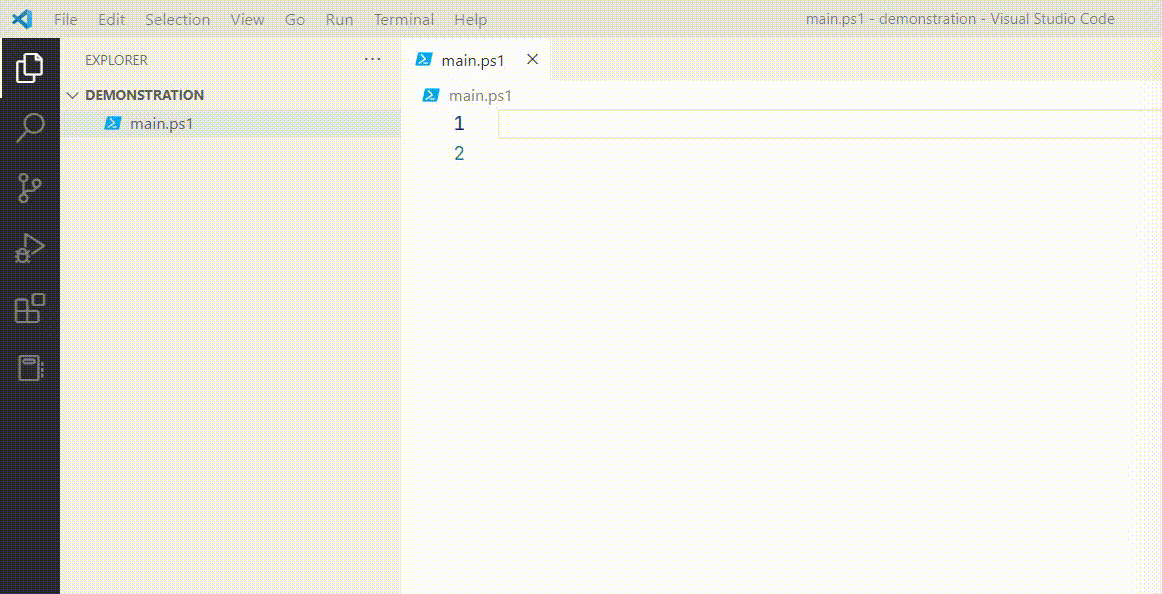 File Edit Selection View Go Run Terminal Help main.ps1 - demonstration - Visual Studio Code
EXPLORER ···
DEMONSTRATION
main.ps1
main.ps1
main.ps1
1
2